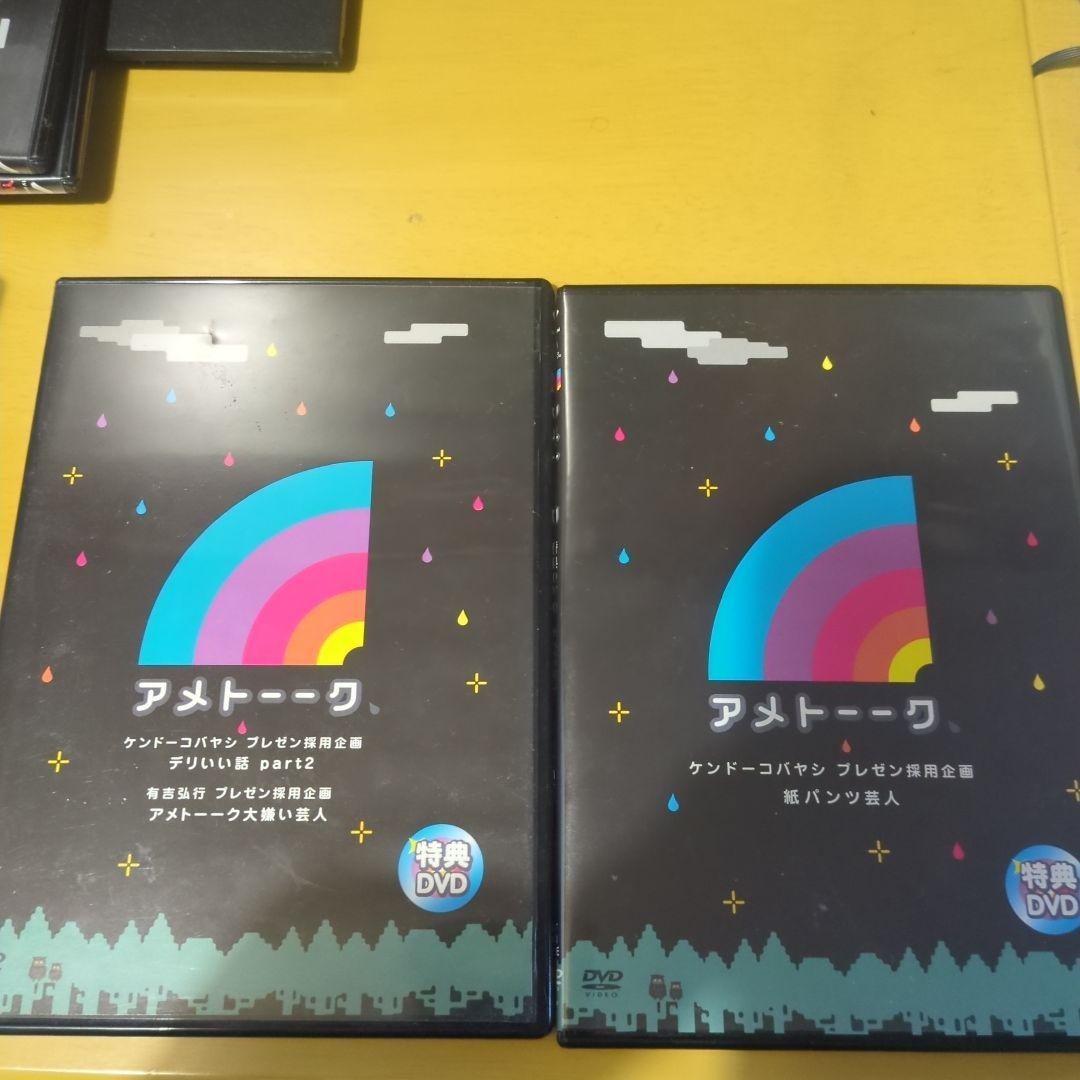 アメトーーク、
ケンドーコバヤシ プレゼン採用企画
デリいい話 part2
有吉弘行 プレゼン採用企画
アメトーーク大嫌い芸人
特典
DVD
アメトーーク、
ケンドーコバヤシ プレゼン採用企画
紙パンツ芸人
特典
DVD
DVD
VIDEO